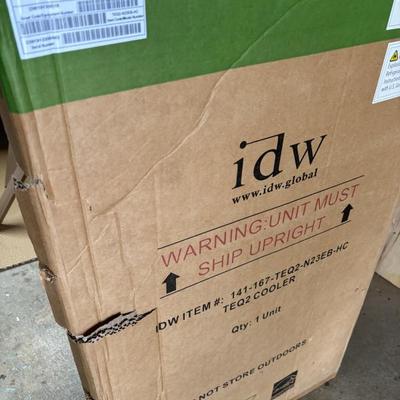 idw
www.idw.global
WARNING:UNIT MUST
SHIP UPRIGHT
IDW ITEM #: 141-167-TEQ2-N23EB-HC
TEQ2 COOLER
Qty: 1 Unit
NOT STORE OUTDOORS